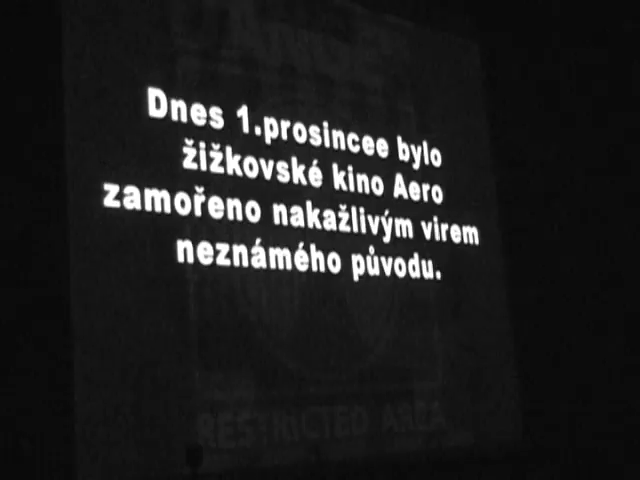 Dnes 1.prosincee bylo
žižkovské kino Aero
zamořeno nakažlivým virem
neznámého původu.
RESTRICTED AREA